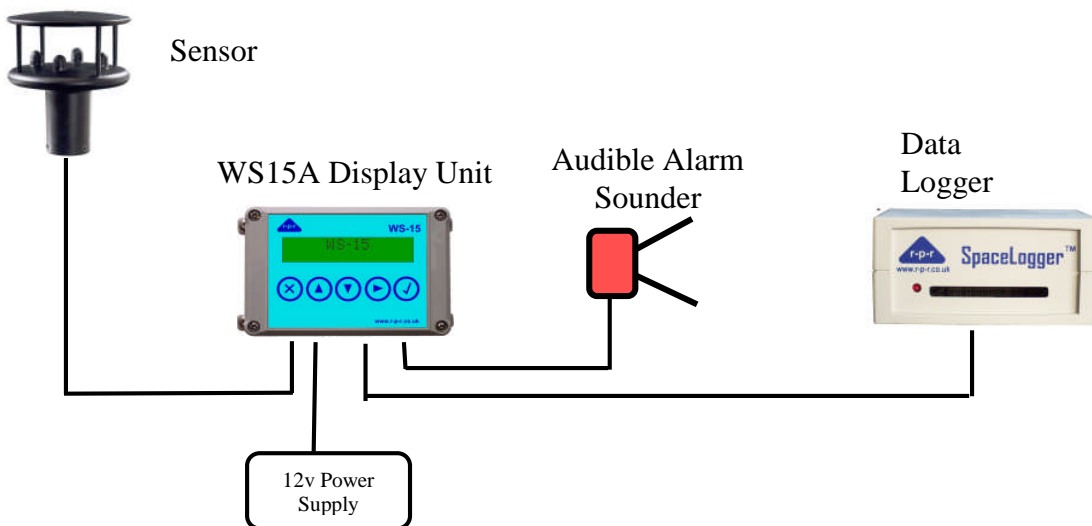 Sensor
WS15A Display Unit
Audible Alarm
Sounder
Data
Logger
r-p-r
WS-15
WS-15
www.r-p-r.co.uk
r-p-r
www.r-p-r.co.uk
SpaceLogger™
12v Power
Supply